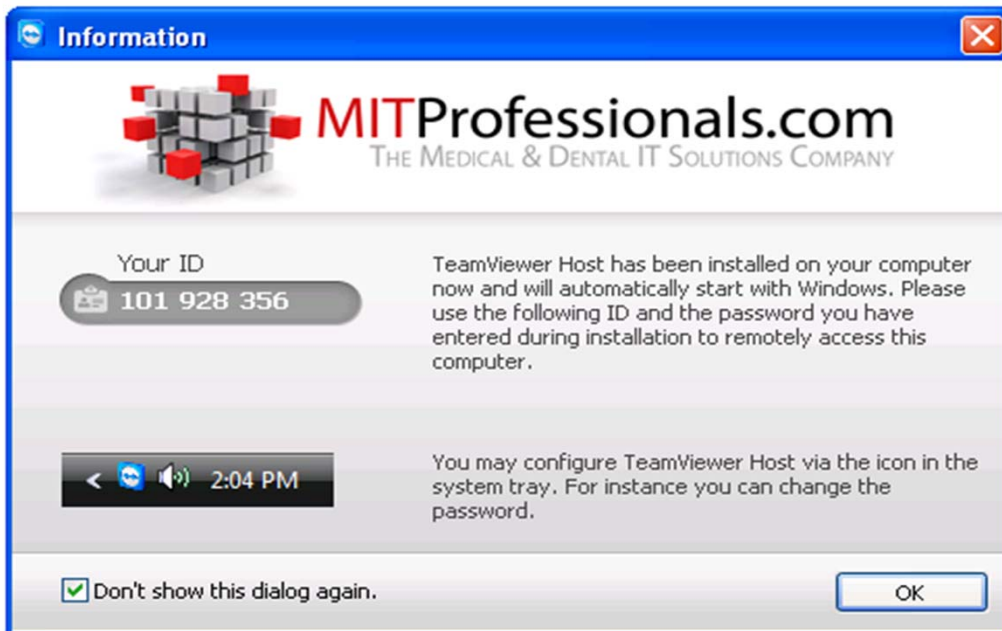 Information
MITProfessionals.com
THE MEDICAL & DENTAL IT SOLUTIONS COMPANY
Your ID
101 928 356
TeamViewer Host has been installed on your computer
now and will automatically start with Windows. Please
use the following ID and the password you have
entered during installation to remotely access this
computer.
< 2:04 PM
You may configure TeamViewer Host via the icon in the
system tray. For instance you can change the
password.
Don't show this dialog again.
OK